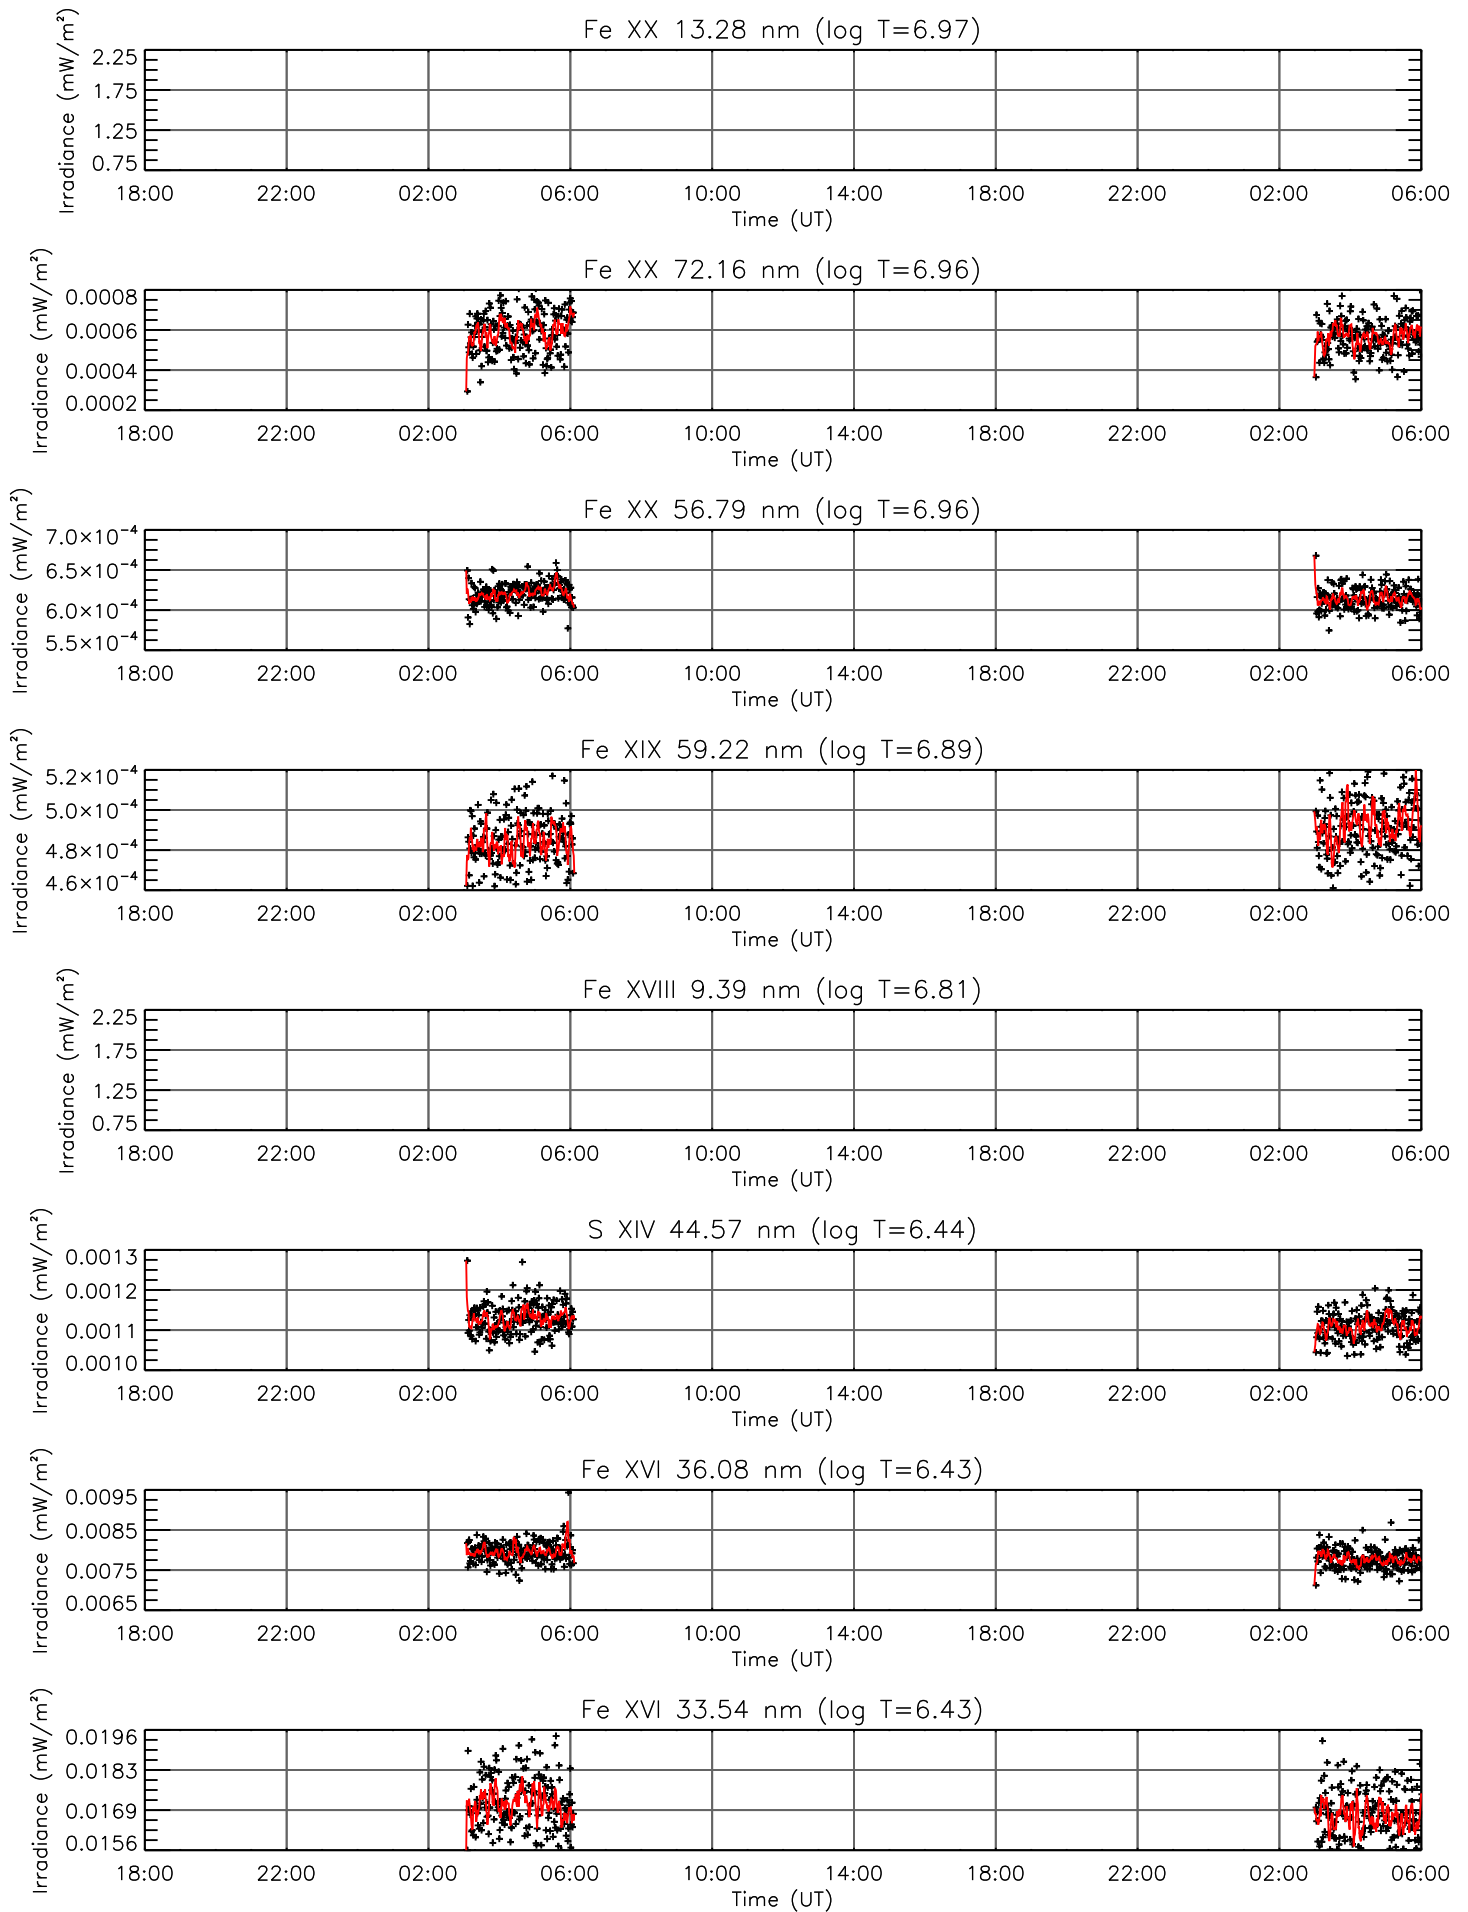 Fe XX 13.28 nm (log T=6.97)
Irradiance (mW/m²)
2.25
1.75
1.25
0.75
18:00 22:00 02:00 06:00 10:00 14:00 18:00 22:00 02:00 06:00
Time (UT)
Fe XX 72.16 nm (log T=6.96)
Irradiance (mW/m²)
0.0008
0.0006
0.0004
0.0002
18:00 22:00 02:00 06:00 10:00 14:00 18:00 22:00 02:00 06:00
Time (UT)
Fe XX 56.79 nm (log T=6.96)
Irradiance (mW/m²)
7.0×10⁻⁴
6.5×10⁻⁴
6.0×10⁻⁴
5.5×10⁻⁴
18:00 22:00 02:00 06:00 10:00 14:00 18:00 22:00 02:00 06:00
Time (UT)
Fe XIX 59.22 nm (log T=6.89)
Irradiance (mW/m²)
5.2×10⁻⁴
5.0×10⁻⁴
4.8×10⁻⁴
4.6×10⁻⁴
18:00 22:00 02:00 06:00 10:00 14:00 18:00 22:00 02:00 06:00
Time (UT)
Fe XVIII 9.39 nm (log T=6.81)
Irradiance (mW/m²)
2.25
1.75
1.25
0.75
18:00 22:00 02:00 06:00 10:00 14:00 18:00 22:00 02:00 06:00
Time (UT)
S XIV 44.57 nm (log T=6.44)
Irradiance (mW/m²)
0.0013
0.0012
0.0011
0.0010
18:00 22:00 02:00 06:00 10:00 14:00 18:00 22:00 02:00 06:00
Time (UT)
Fe XVI 36.08 nm (log T=6.43)
Irradiance (mW/m²)
0.0095
0.0085
0.0075
0.0065
18:00 22:00 02:00 06:00 10:00 14:00 18:00 22:00 02:00 06:00
Time (UT)
Fe XVI 33.54 nm (log T=6.43)
Irradiance (mW/m²)
0.0196
0.0183
0.0169
0.0156
18:00 22:00 02:00 06:00 10:00 14:00 18:00 22:00 02:00 06:00
Time (UT)